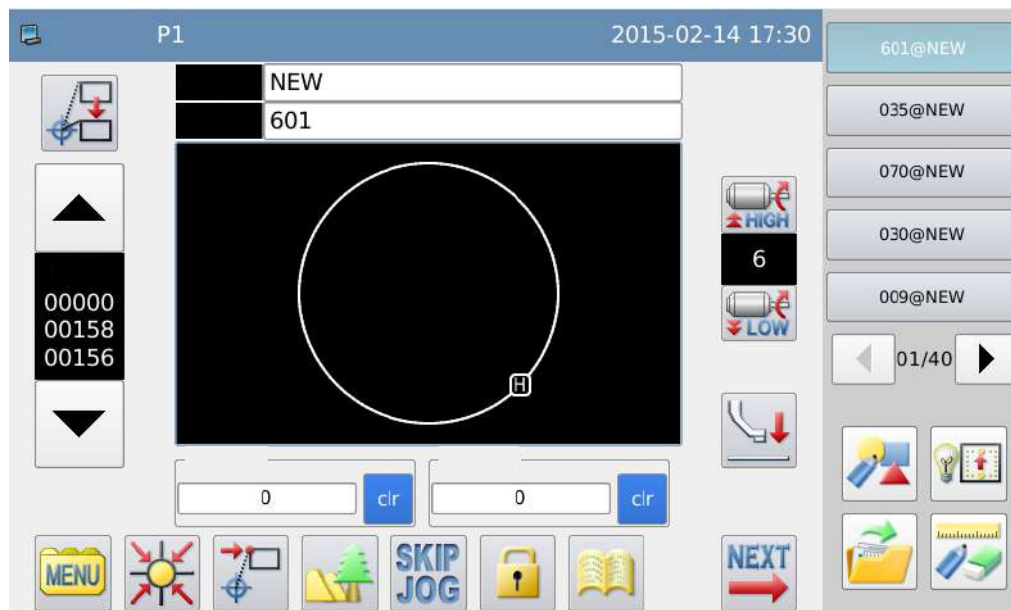 P1
2015-02-14 17:30
NEW
601
HIGH
6
LOW
00000
00158
00156
H
0
clr
0
clr
MENU
SKIP
JOG
NEXT
601@NEW
035@NEW
070@NEW
030@NEW
009@NEW
01/40